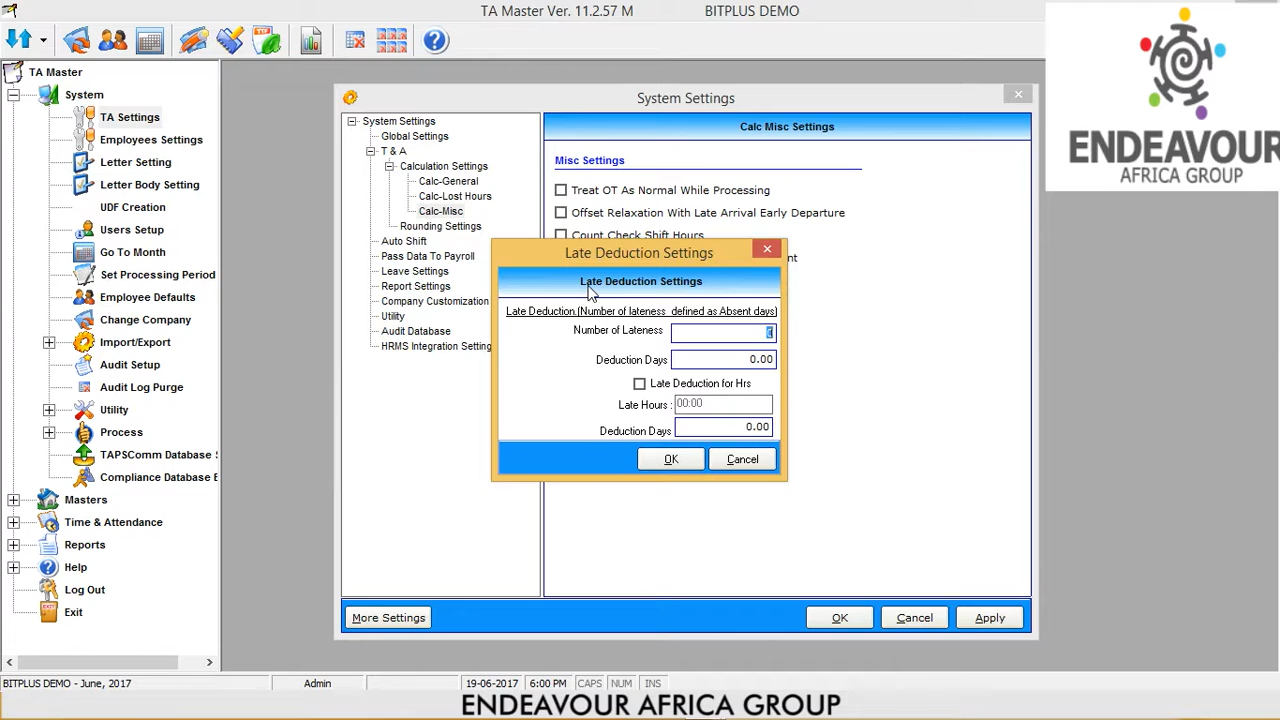 TA Master Ver. 11.2.57 M
BITPLUS DEMO
ENDEAVOUR
AFRICA GROUP
TA Master
System
TA Settings
Employees Settings
Letter Setting
Letter Body Setting
UDF Creation
Users Setup
Go To Month
Set Processing Period
Employee Defaults
Change Company
Import/Export
Audit Setup
Audit Log Purge
Utility
Process
TAPSComm Database
Compliance Database
Masters
Time & Attendance
Reports
Help
Log Out
Exit
System Settings
System Settings
Global Settings
T & A
Calculation Settings
Calc-General
Calc-Lost Hours
Calc-Misc
Rounding Settings
Auto Shift
Pass Data To Payroll
Leave Settings
Report Settings
Company Customization
Utility
Audit Database
HRMS Integration Setting
Calc Misc Settings
Misc Settings
Treat OT As Normal While Processing
Offset Relaxation With Late Arrival Early Departure
Count Check Shift Hours
Late Deduction Settings
Late Deduction Settings
Late Deduction.(Number of lateness defined as Absent days)
Number of Lateness
Deduction Days 0.00
Late Deduction for Hrs
Late Hours : 00:00
Deduction Days 0.00
OK Cancel
More Settings OK Cancel Apply
BITPLUS DEMO - June, 2017 Admin 19-06-2017 6:00 PM CAPS NUM INS
ENDEAVOUR AFRICA GROUP